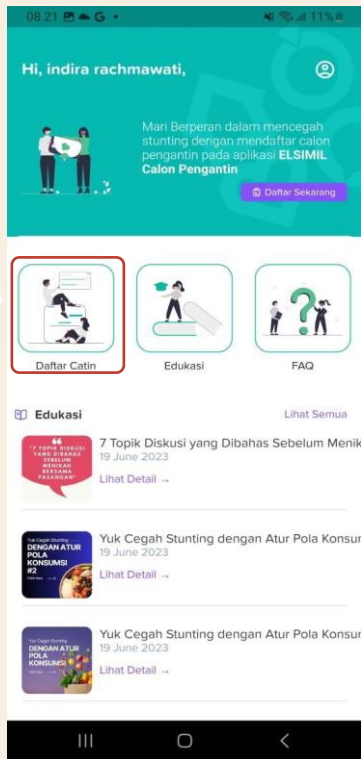 08.21 G • 11%
Hi, indira rachmawati,
Mari Berperan dalam mencegah
stunting dengan mendaftar calon
pengantin pada aplikasi ELSIMIL
Calon Pengantin
Daftar Sekarang
Daftar Catin
Edukasi
FAQ
Edukasi
Lihat Semua
"7 TOPIK DISKUSI
YANG DIBAHAS
SEBELUM
MENIKAH
BERSAMA
PASANGAN"
7 Topik Diskusi yang Dibahas Sebelum Menik
19 June 2023
Lihat Detail →
Yuk Cegah Stunting
DENGAN ATUR
POLA
KONSUMSI
#2
Yuk Cegah Stunting dengan Atur Pola Konsur
19 June 2023
Lihat Detail →
Yuk Cegah Stunting
DENGAN ATUR
POLA
KONSUMSI
Yuk Cegah Stunting dengan Atur Pola Konsur
19 June 2023
Lihat Detail →